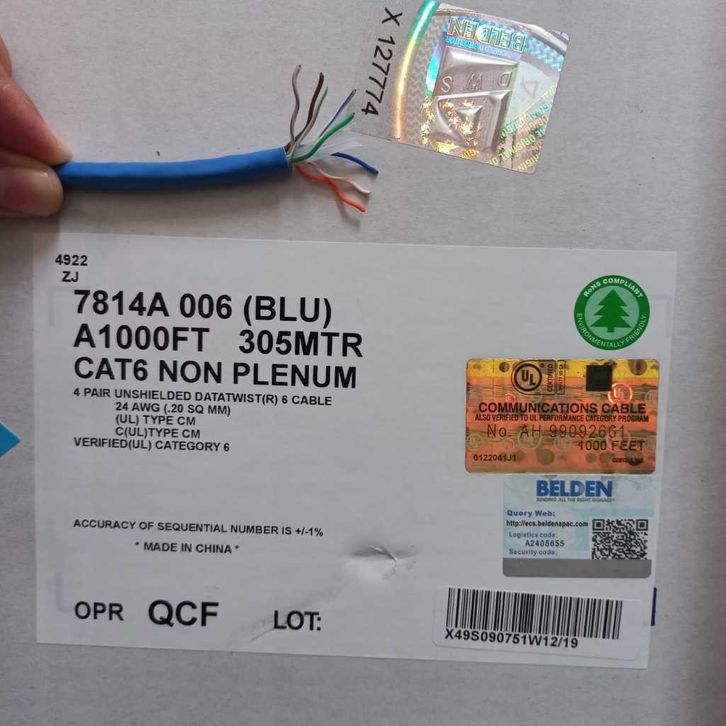 X 127774
BELDEN
D W S
4922
ZJ
7814A 006 (BLU)
A1000FT 305MTR
CAT6 NON PLENUM
4 PAIR UNSHIELDED DATATWIST(R) 6 CABLE
24 AWG (.20 SQ MM)
(UL) TYPE CM
C(UL)TYPE CM
VERIFIED(UL) CATEGORY 6
ACCURACY OF SEQUENTIAL NUMBER IS +/-1%
* MADE IN CHINA *
OPR QCF LOT:
RoHS COMPLIANT
ENVIRONMENTALLY FRIENDLY
UL
COMMUNICATIONS CABLE
ALSO VERIFIED TO UL PERFORMANCE CATEGORY PROGRAM
No. AH 99092661
1000 FEET
0122041J1
BELDEN
SENDING ALL THE RIGHT SIGNALS
Query Web:
http://ecs.beldenapac.com
Logistics code:
A2405655
Security code:
X49S090751W12/19